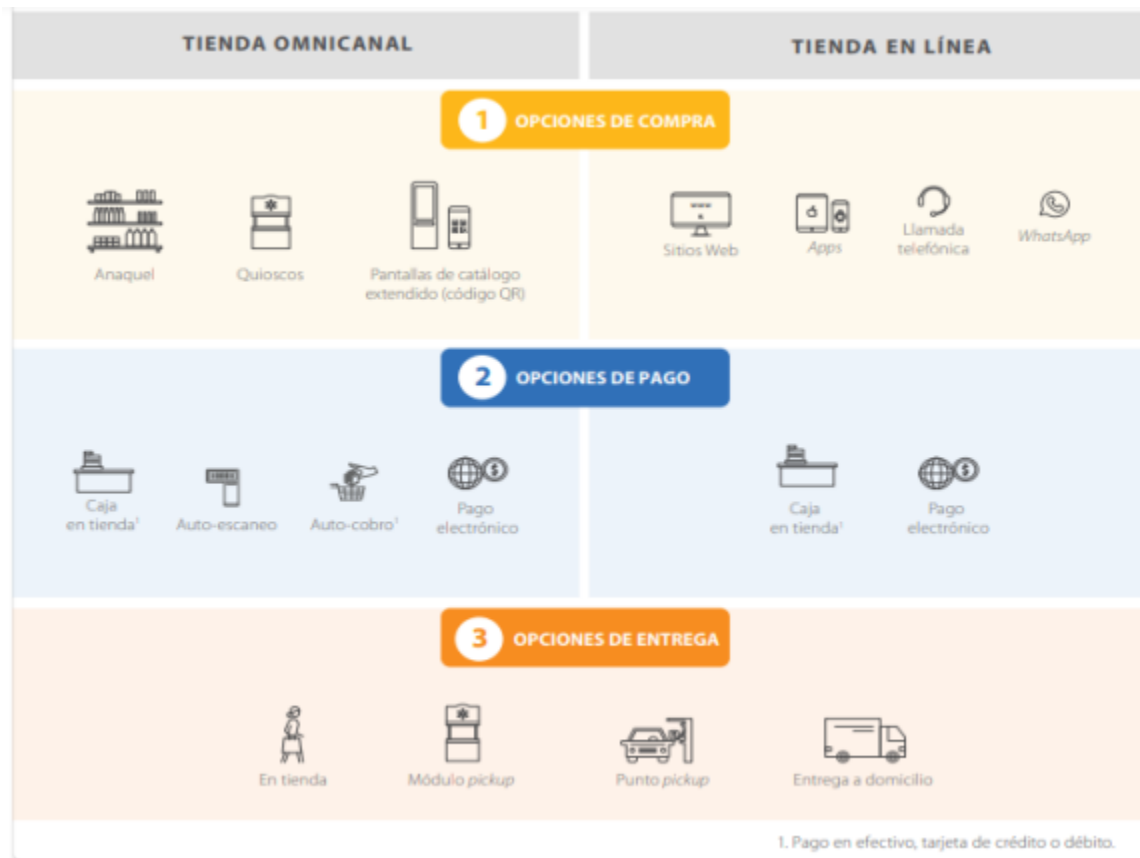 TIENDA OMNICANAL
TIENDA EN LÍNEA
1 OPCIONES DE COMPRA
Anaquel
Quioscos
Pantallas de catálogo
extendido (código QR)
www
Sitios Web
Apps
Llamada
telefónica
WhatsApp
2 OPCIONES DE PAGO
Caja
en tienda¹
Auto-escaneo
Auto-cobro¹
Pago
electrónico
Caja
en tienda¹
Pago
electrónico
3 OPCIONES DE ENTREGA
En tienda
Módulo pickup
Punto pickup
Entrega a domicilio
1. Pago en efectivo, tarjeta de crédito o débito.